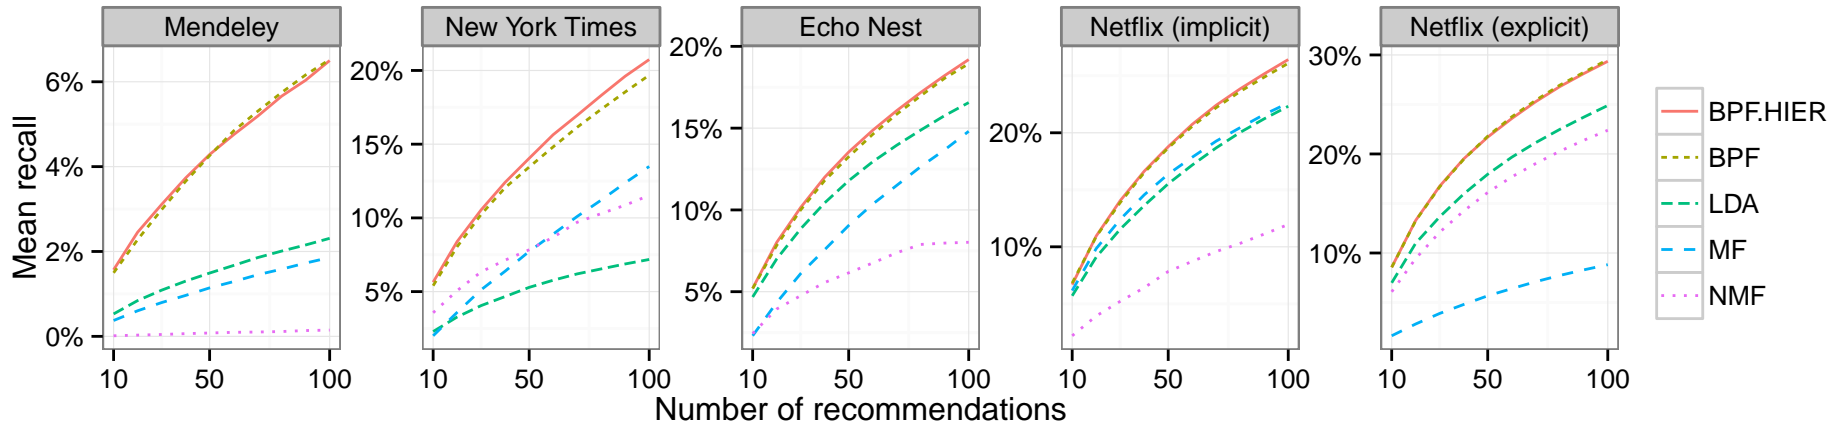 Mendeley
New York Times
Echo Nest
Netflix (implicit)
Netflix (explicit)
Mean recall
6%
4%
2%
0%
10 50 100
20%
15%
10%
5%
10 50 100
20%
15%
10%
5%
10 50 100
20%
10%
10 50 100
30%
20%
10%
10 50 100
Number of recommendations
BPF.HIER
BPF
LDA
MF
NMF